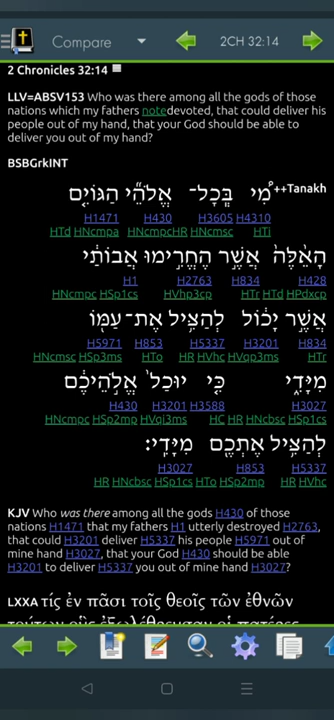 Compare 2CH 32:14
2 Chronicles 32:14
LLV=ABSV153 Who was there among all the gods of those
nations which my fathers notedevoted, that could deliver his
people out of my hand, that your God should be able to
deliver you out of my hand?
BSBGrkINT
מִ֠י בְּֽכָל־ אֱלֹהֵ֞י הַגּוֹיִ֤ם ++Tanakh
H1471 H430 H3605 H4310
HTd HNcmpa HNcmpcHR HNcmsc HTi
הָאֵ֙לֶּה֙ אֲשֶׁ֣ר הֶחֱרִ֣ימוּ אֲבוֹתַ֔י
H1 H2763 H834 H428
HNcmpc HSp1cs HVhp3cp HTr HTd HPdxcp
אֲשֶׁ֥ר יָכ֖וֹל לְהַצִּ֣יל אֶת־ עַמּ֑וֹ
H5971 H853 H5337 H3201 H834
HNcmsc HSp3ms HTo HR HVhc HVqp3ms HTr
מִיָּדִ֑י כִּ֤י יוּכַל֙ אֱלֹ֣הֵיכֶ֔ם
H430 H3201 H3588 H3027
HNcmpc HSp2mp HVqi3ms HC HR HNcbsc HSp1cs
לְהַצִּ֥יל אֶתְכֶ֖ם מִיָּדִֽי׃
H3027 H853 H5337
HR HNcbsc HSp1cs HTo HSp2mp HR HVhc
KJV Who was there among all the gods H430 of those
nations H1471 that my fathers H1 utterly destroyed H2763,
that could H3201 deliver H5337 his people H5971 out of
mine hand H3027, that your God H430 should be able
H3201 to deliver H5337 you out of mine hand H3027?
LXXA τίς ἐν πᾶσι τοῖς θεοῖς τῶν ἐθνῶν
τούτων οὓς ἐξωλέθρευσαν οἱ πατέρες